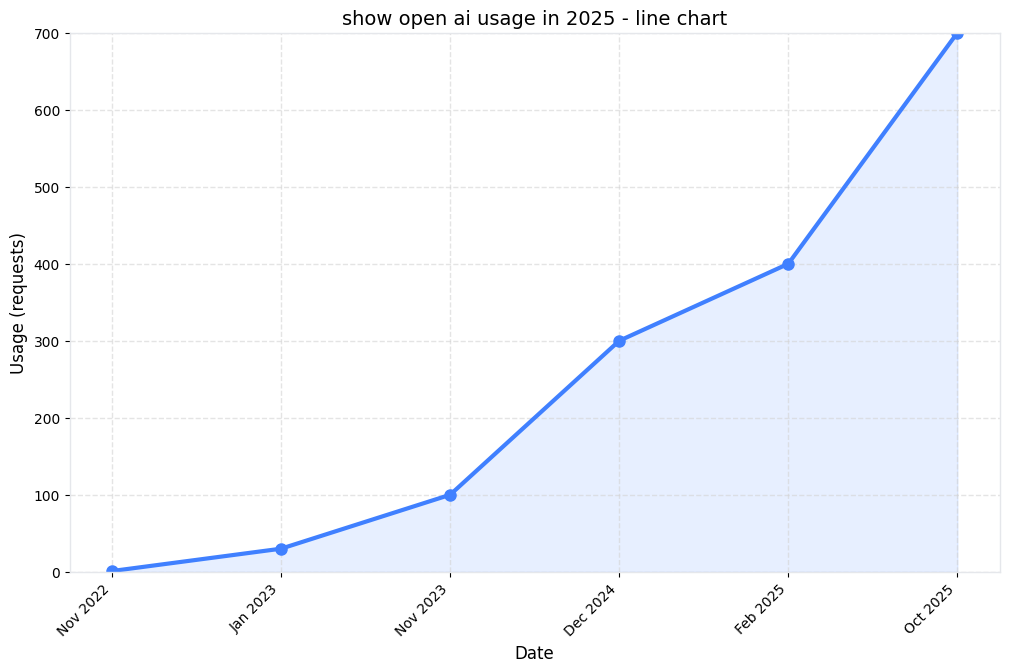 show open ai usage in 2025 - line chart
Usage (requests)
700
600
500
400
300
200
100
0
Nov 2022
Jan 2023
Nov 2023
Dec 2024
Feb 2025
Oct 2025
Date